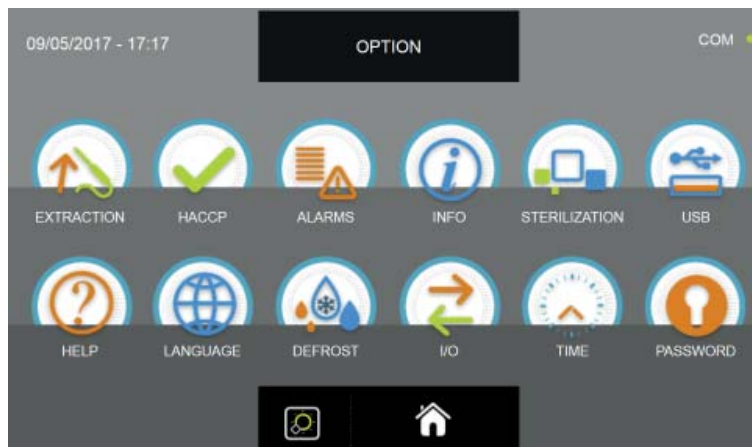 09/05/2017 - 17:17
OPTION
COM
EXTRACTION
HACCP
ALARMS
INFO
STERILIZATION
USB
HELP
LANGUAGE
DEFROST
I/O
TIME
PASSWORD